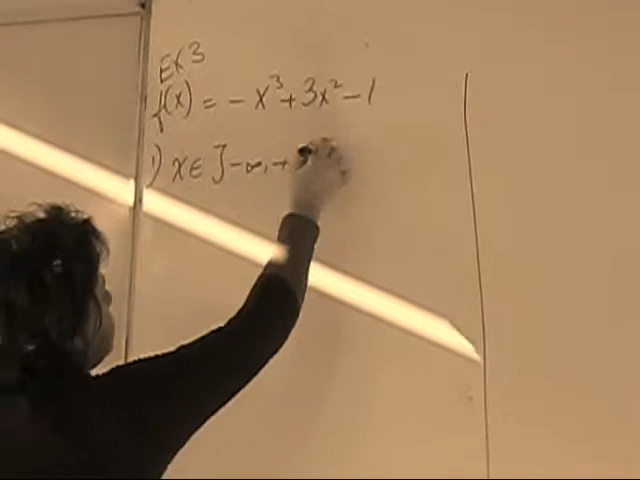 EX 3
f(x) = - x³ + 3x² - 1
1) x ∈ ]-∞, +